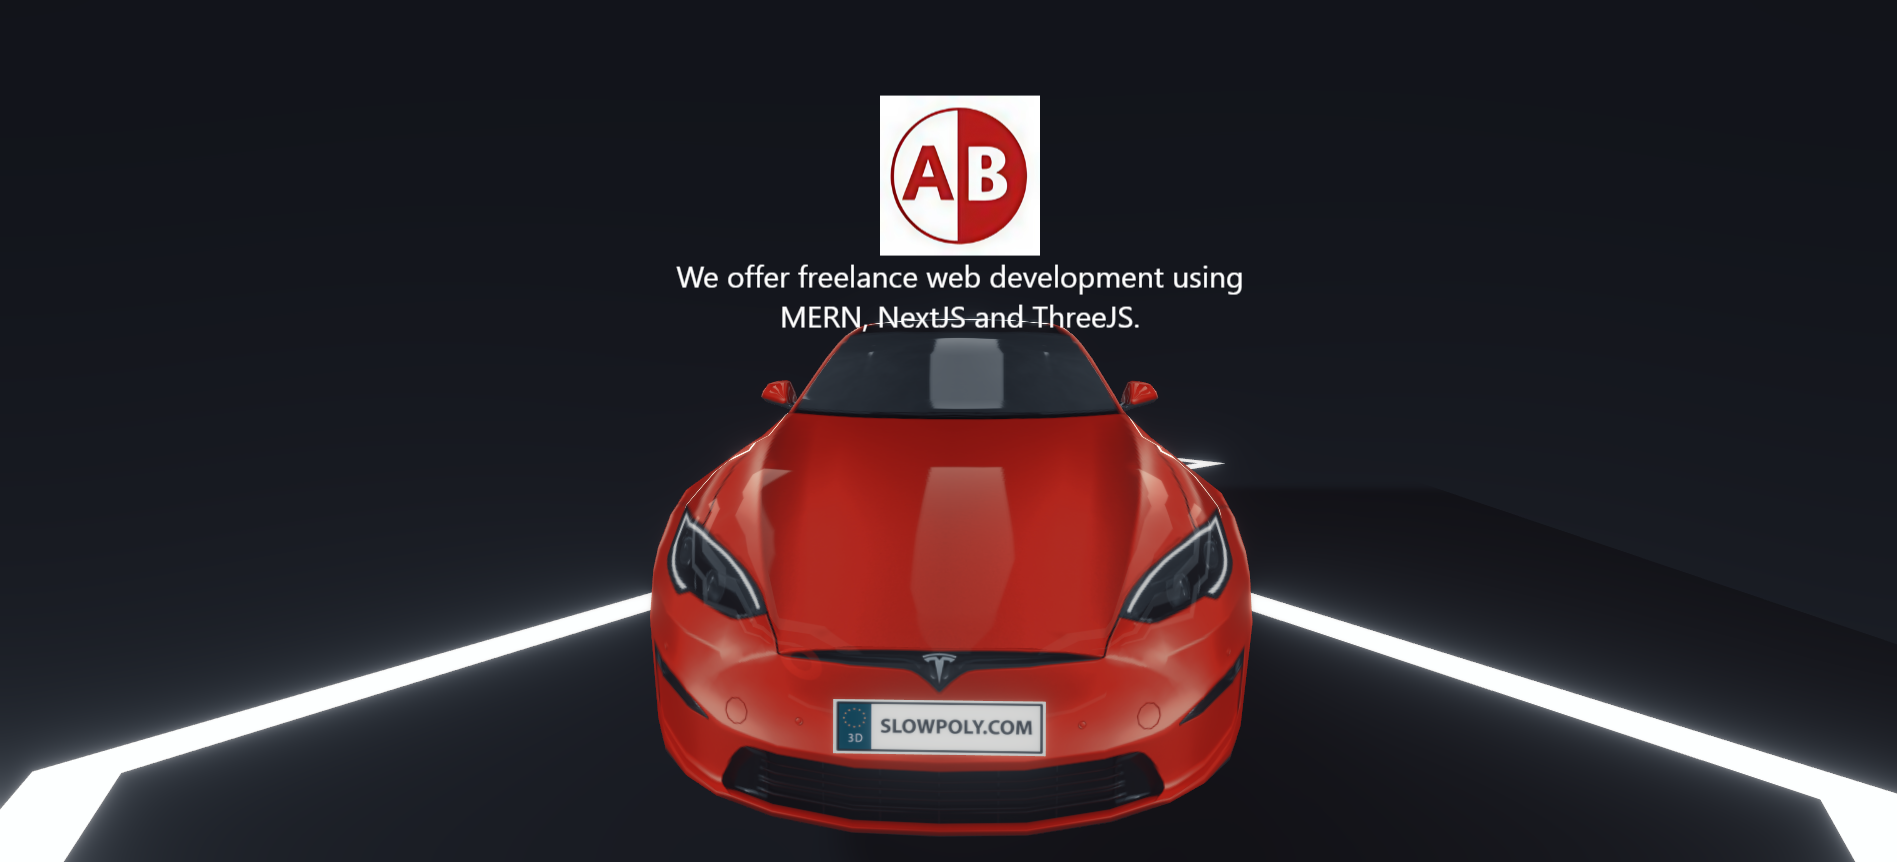 AB
We offer freelance web development using
MERN, NextJS and ThreeJS.
3D
SLOWPOLY.COM